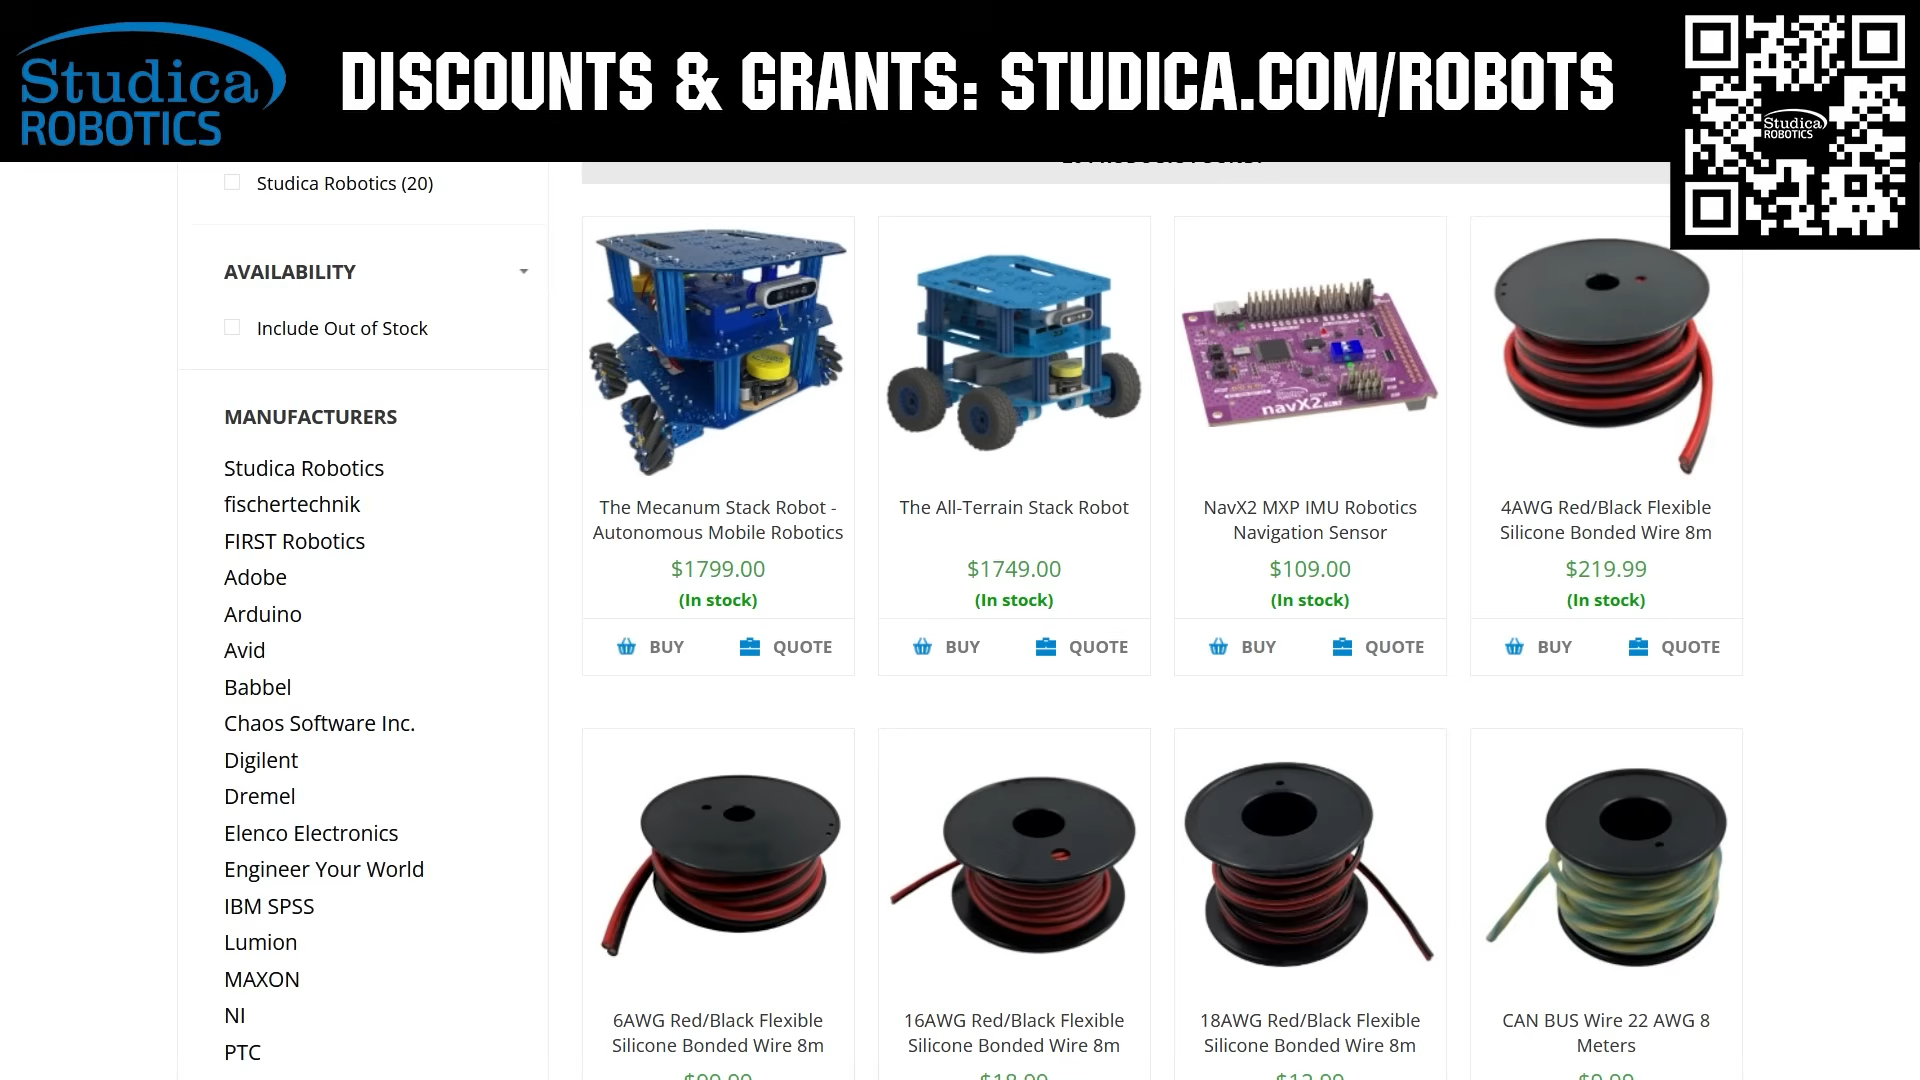 Studica
ROBOTICS
DISCOUNTS & GRANTS: STUDICA.COM/ROBOTS
Studica
ROBOTICS
Studica Robotics (20)
AVAILABILITY
Include Out of Stock
MANUFACTURERS
Studica Robotics
fischertechnik
FIRST Robotics
Adobe
Arduino
Avid
Babbel
Chaos Software Inc.
Digilent
Dremel
Elenco Electronics
Engineer Your World
IBM SPSS
Lumion
MAXON
NI
PTC
navX2
The Mecanum Stack Robot -
Autonomous Mobile Robotics
$1799.00
(In stock)
BUY QUOTE
The All-Terrain Stack Robot
$1749.00
(In stock)
BUY QUOTE
NavX2 MXP IMU Robotics
Navigation Sensor
$109.00
(In stock)
BUY QUOTE
4AWG Red/Black Flexible
Silicone Bonded Wire 8m
$219.99
(In stock)
BUY QUOTE
6AWG Red/Black Flexible
Silicone Bonded Wire 8m
16AWG Red/Black Flexible
Silicone Bonded Wire 8m
18AWG Red/Black Flexible
Silicone Bonded Wire 8m
CAN BUS Wire 22 AWG 8
Meters